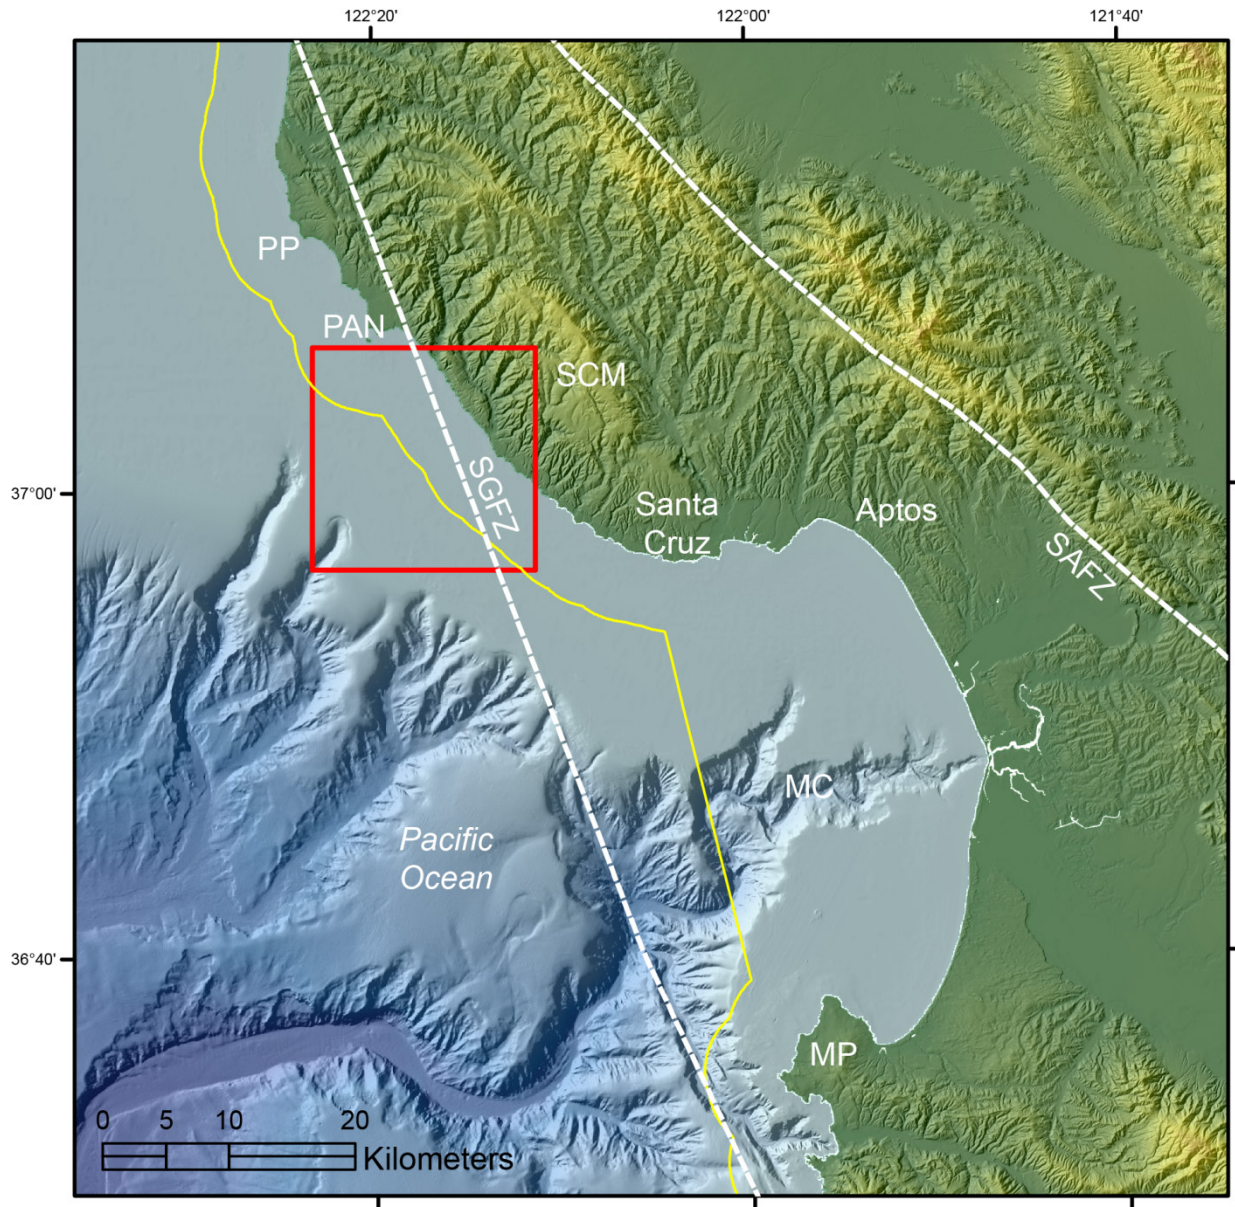 122°20' 122°00' 121°40'
PP
PAN
SCM
SGFZ
37°00'
Santa
Cruz
Aptos
SAFZ
MC
Pacific
Ocean
36°40'
MP
0 5 10 20
Kilometers